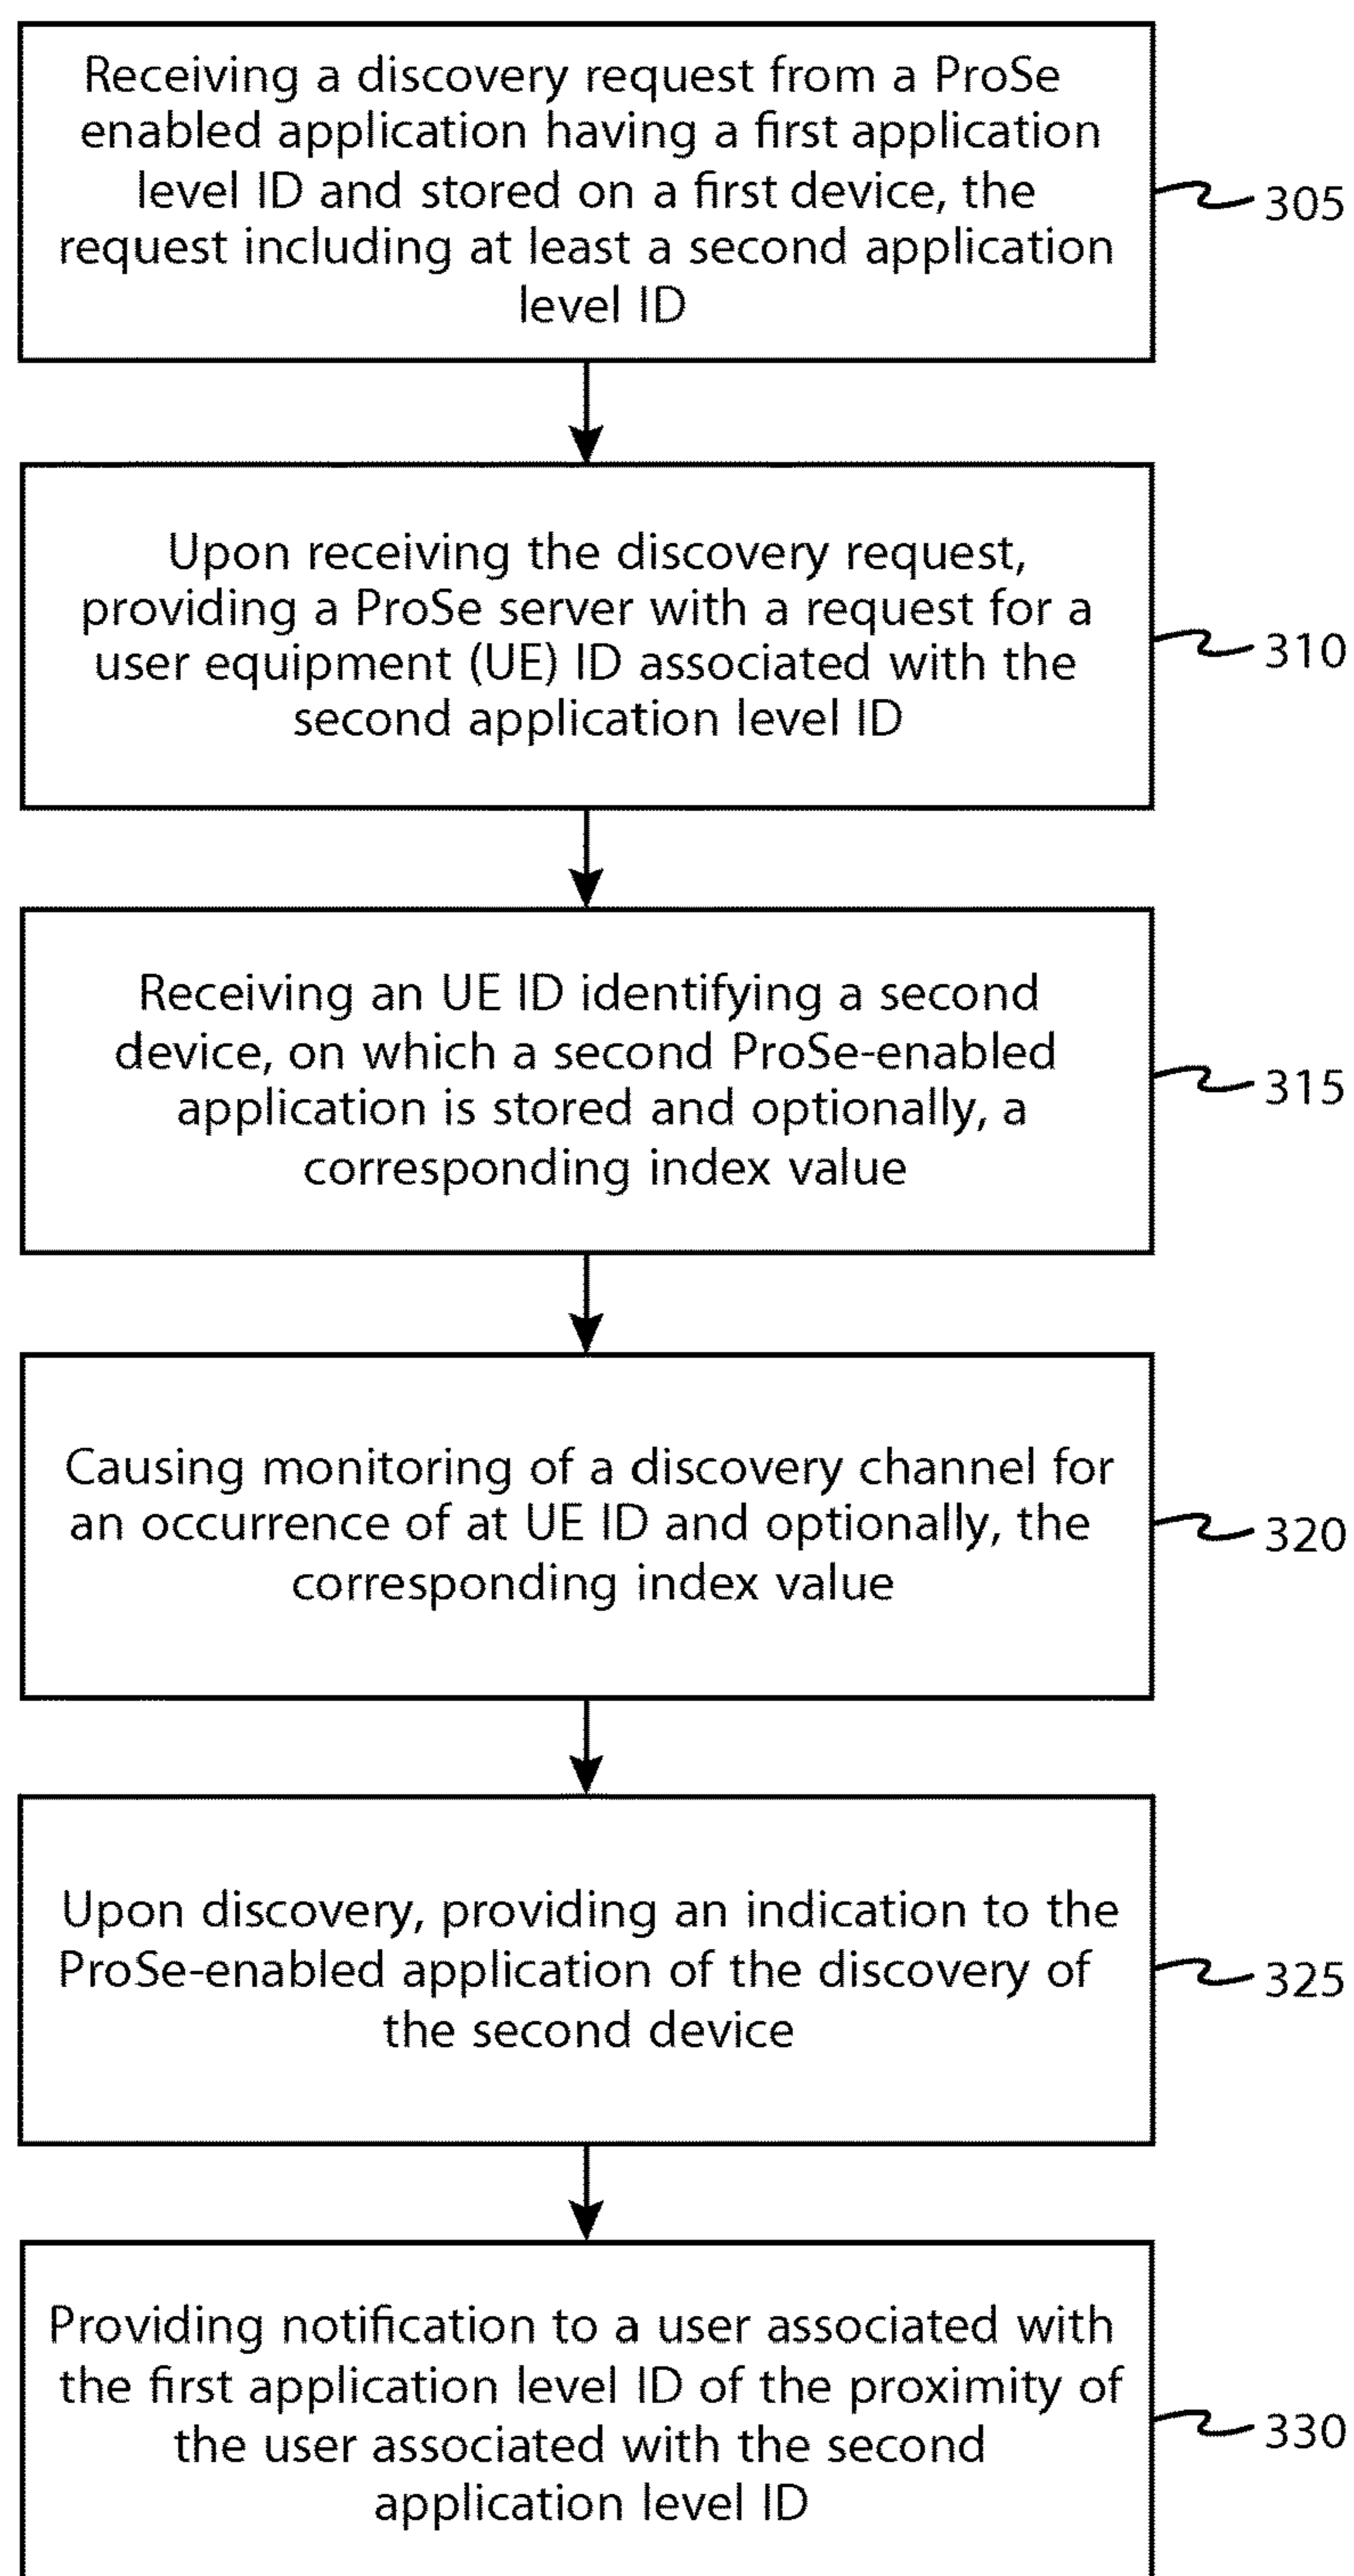 Receiving a discovery request from a ProSe
enabled application having a first application
level ID and stored on a first device, the
request including at least a second application
level ID
305
Upon receiving the discovery request,
providing a ProSe server with a request for a
user equipment (UE) ID associated with the
second application level ID
310
Receiving an UE ID identifying a second
device, on which a second ProSe-enabled
application is stored and optionally, a
corresponding index value
315
Causing monitoring of a discovery channel for
an occurrence of at UE ID and optionally, the
corresponding index value
320
Upon discovery, providing an indication to the
ProSe-enabled application of the discovery of
the second device
325
Providing notification to a user associated with
the first application level ID of the proximity of
the user associated with the second
application level ID
330